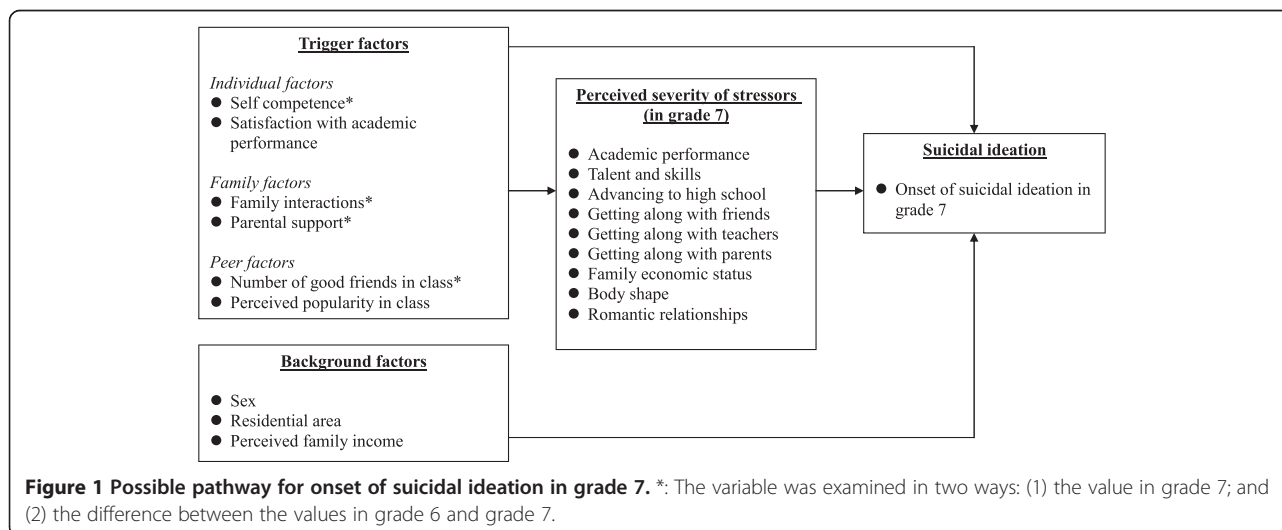 Trigger factors
Individual factors
● Self competence*
● Satisfaction with academic
performance
Family factors
● Family interactions*
● Parental support*
Peer factors
● Number of good friends in class*
● Perceived popularity in class
Background factors
● Sex
● Residential area
● Perceived family income
Perceived severity of stressors
(in grade 7)
● Academic performance
● Talent and skills
● Advancing to high school
● Getting along with friends
● Getting along with teachers
● Getting along with parents
● Family economic status
● Body shape
● Romantic relationships
Suicidal ideation
● Onset of suicidal ideation in
grade 7
Figure 1 Possible pathway for onset of suicidal ideation in grade 7. *: The variable was examined in two ways: (1) the value in grade 7; and
(2) the difference between the values in grade 6 and grade 7.